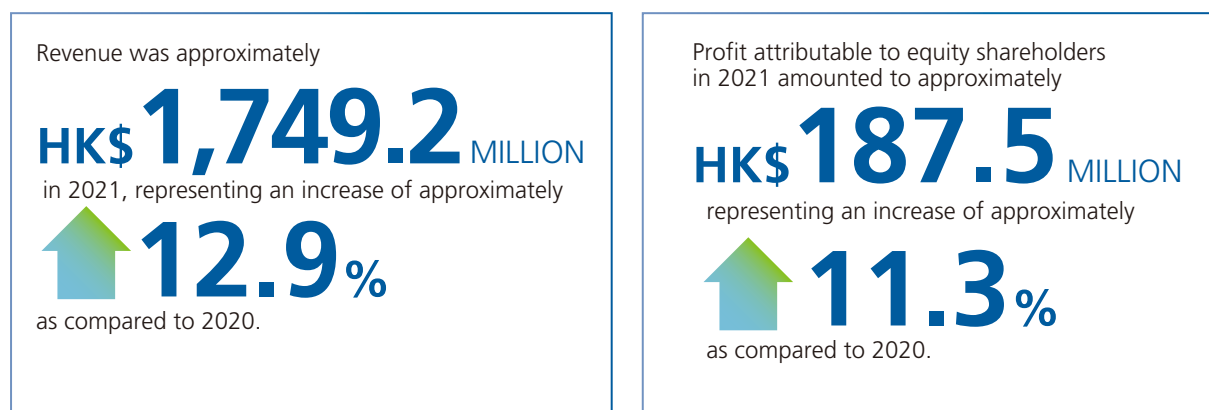 Revenue was approximately
HK$ 1,749.2 MILLION
in 2021, representing an increase of approximately
12.9%
as compared to 2020.
Profit attributable to equity shareholders
in 2021 amounted to approximately
HK$ 187.5 MILLION
representing an increase of approximately
11.3%
as compared to 2020.